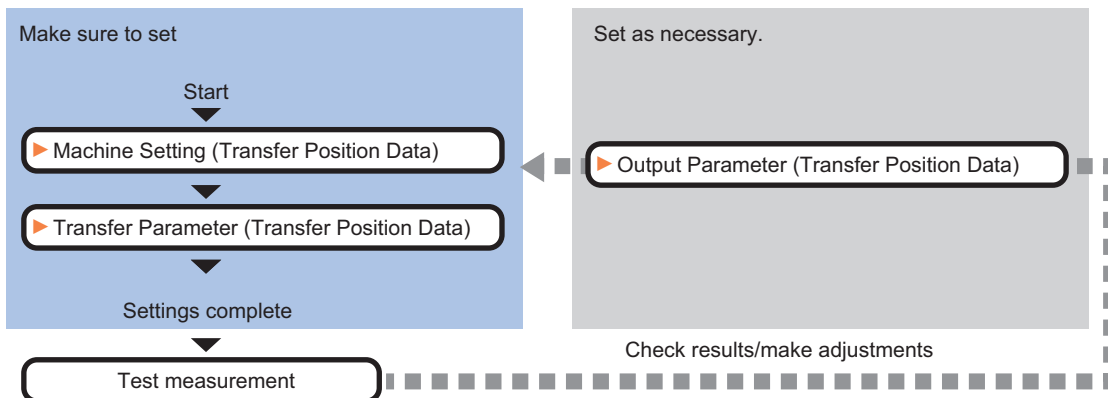 Make sure to set
Start
Machine Setting (Transfer Position Data)
Transfer Parameter (Transfer Position Data)
Settings complete
Test measurement
Set as necessary.
Output Parameter (Transfer Position Data)
Check results/make adjustments